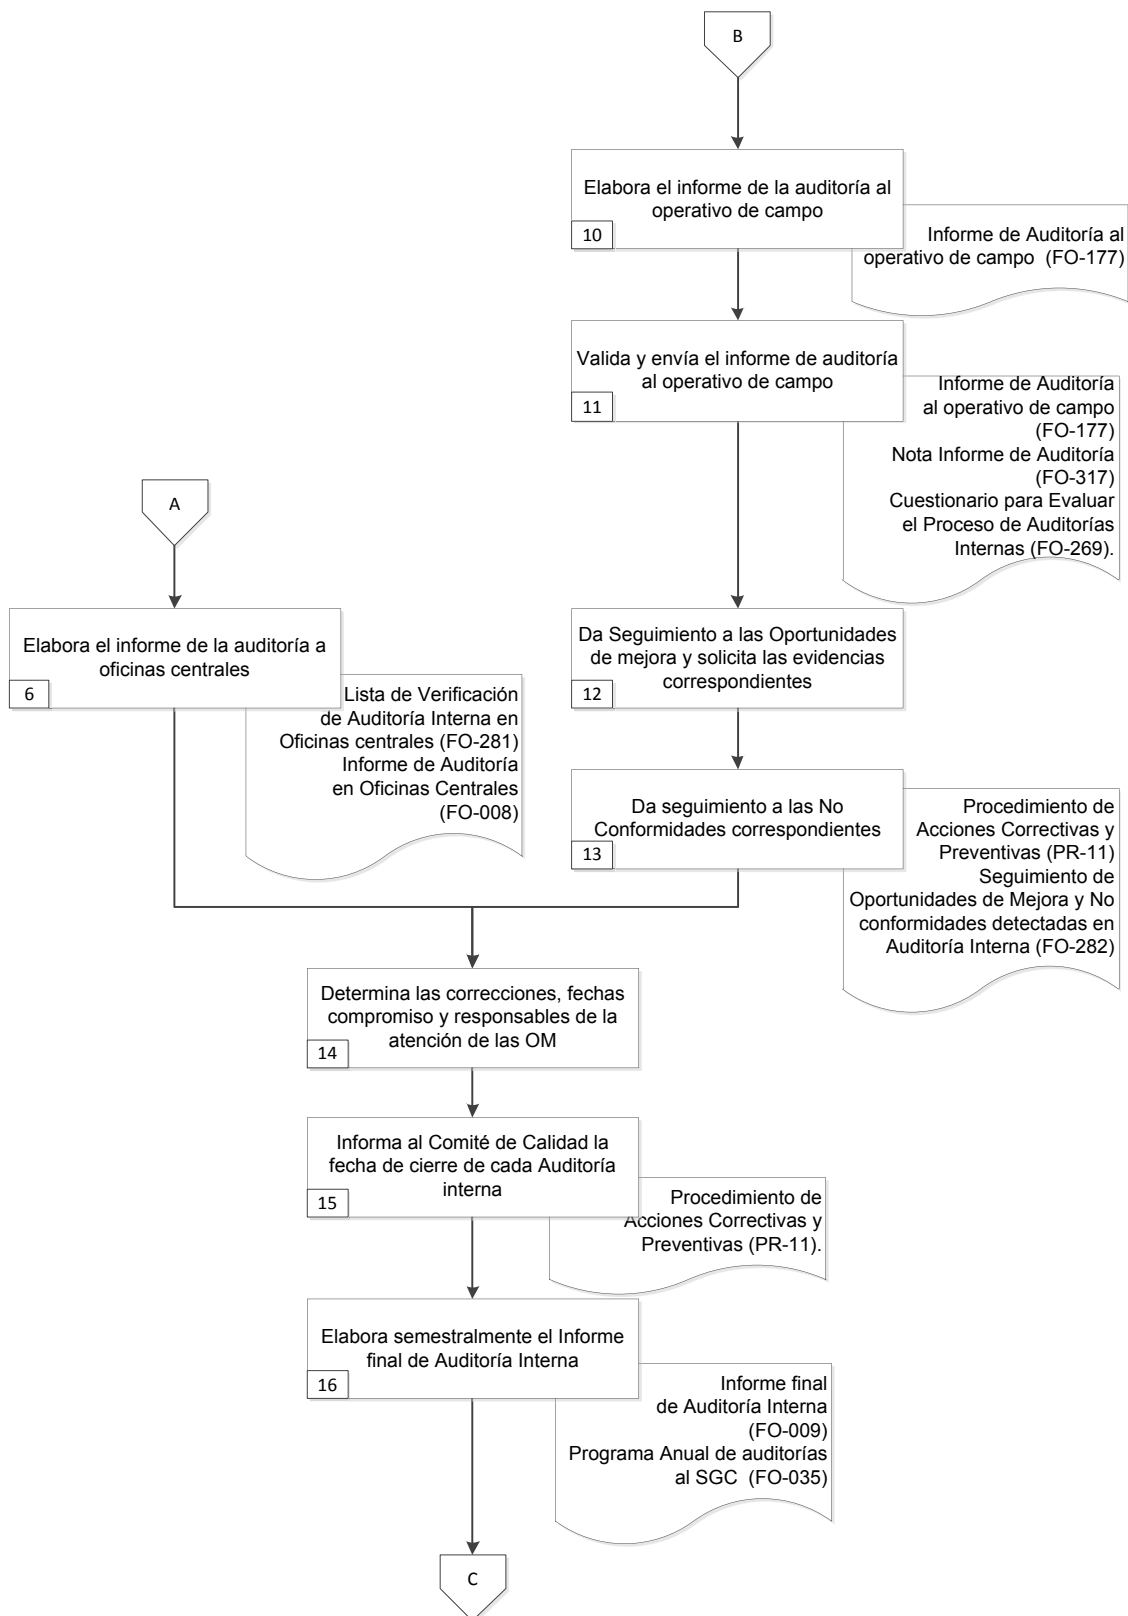 B
Elabora el informe de la auditoría al
operativo de campo
10
Informe de Auditoría al
operativo de campo (FO-177)
Valida y envía el informe de auditoría
al operativo de campo
11
Informe de Auditoría
al operativo de campo
(FO-177)
Nota Informe de Auditoría
(FO-317)
Cuestionario para Evaluar
el Proceso de Auditorías
Internas (FO-269).
A
Elabora el informe de la auditoría a
oficinas centrales
6
Lista de Verificación
de Auditoría Interna en
Oficinas centrales (FO-281)
Informe de Auditoría
en Oficinas Centrales
(FO-008)
Da Seguimiento a las Oportunidades
de mejora y solicita las evidencias
correspondientes
12
Da seguimiento a las No
Conformidades correspondientes
13
Procedimiento de
Acciones Correctivas y
Preventivas (PR-11)
Seguimiento de
Oportunidades de Mejora y No
conformidades detectadas en
Auditoría Interna (FO-282)
Determina las correcciones, fechas
compromiso y responsables de la
atención de las OM
14
Informa al Comité de Calidad la
fecha de cierre de cada Auditoría
interna
15
Procedimiento de
Acciones Correctivas y
Preventivas (PR-11).
Elabora semestralmente el Informe
final de Auditoría Interna
16
Informe final
de Auditoría Interna
(FO-009)
Programa Anual de auditorías
al SGC (FO-035)
C